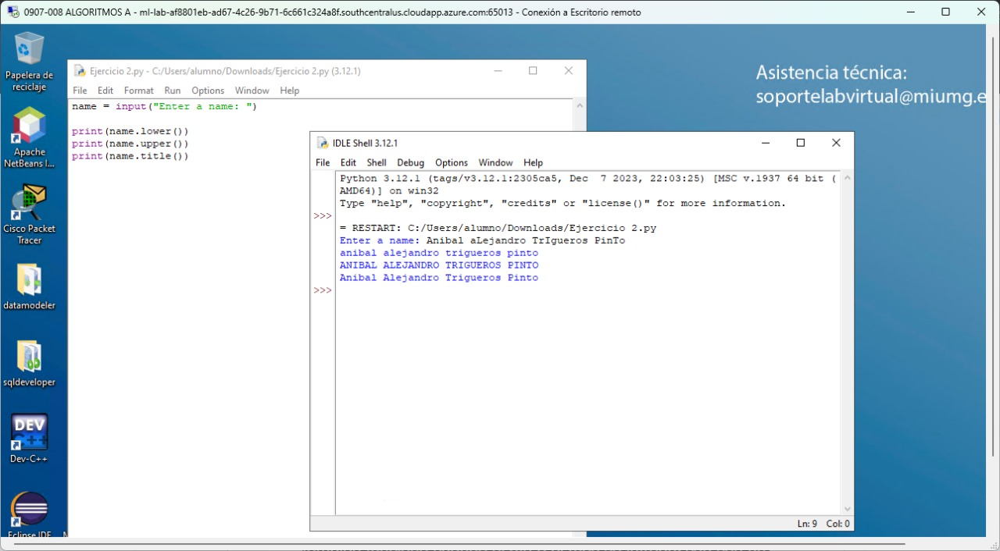 0907-008 ALGORITMOS A - ml-lab-af8801eb-ad67-4c26-9b71-6c661c324a8f.southcentralus.cloudapp.azure.com:65013 - Conexión a Escritorio remoto
Papelera de
reciclaje
Apache
NetBeans I...
Cisco Packet
Tracer
datamodeler
sqldeveloper
DEV
C++
Dev-C++
Eclipse IDE
Asistencia técnica:
soportelabvirtual@miumg.e
Ejercicio 2.py - C:/Users/alumno/Downloads/Ejercicio 2.py (3.12.1)
File Edit Format Run Options Window Help
name = input("Enter a name: ")
print(name.lower())
print(name.upper())
print(name.title())
IDLE Shell 3.12.1
File Edit Shell Debug Options Window Help
Python 3.12.1 (tags/v3.12.1:2305ca5, Dec  7 2023, 22:03:25) [MSC v.1937 64 bit (
AMD64)] on win32
Type "help", "copyright", "credits" or "license()" for more information.
>>>
= RESTART: C:/Users/alumno/Downloads/Ejercicio 2.py
Enter a name: Anibal aLejandro TrIgueros PinTo
anibal alejandro trigueros pinto
ANIBAL ALEJANDRO TRIGUEROS PINTO
Anibal Alejandro Trigueros Pinto
>>>
Ln: 9 Col: 0